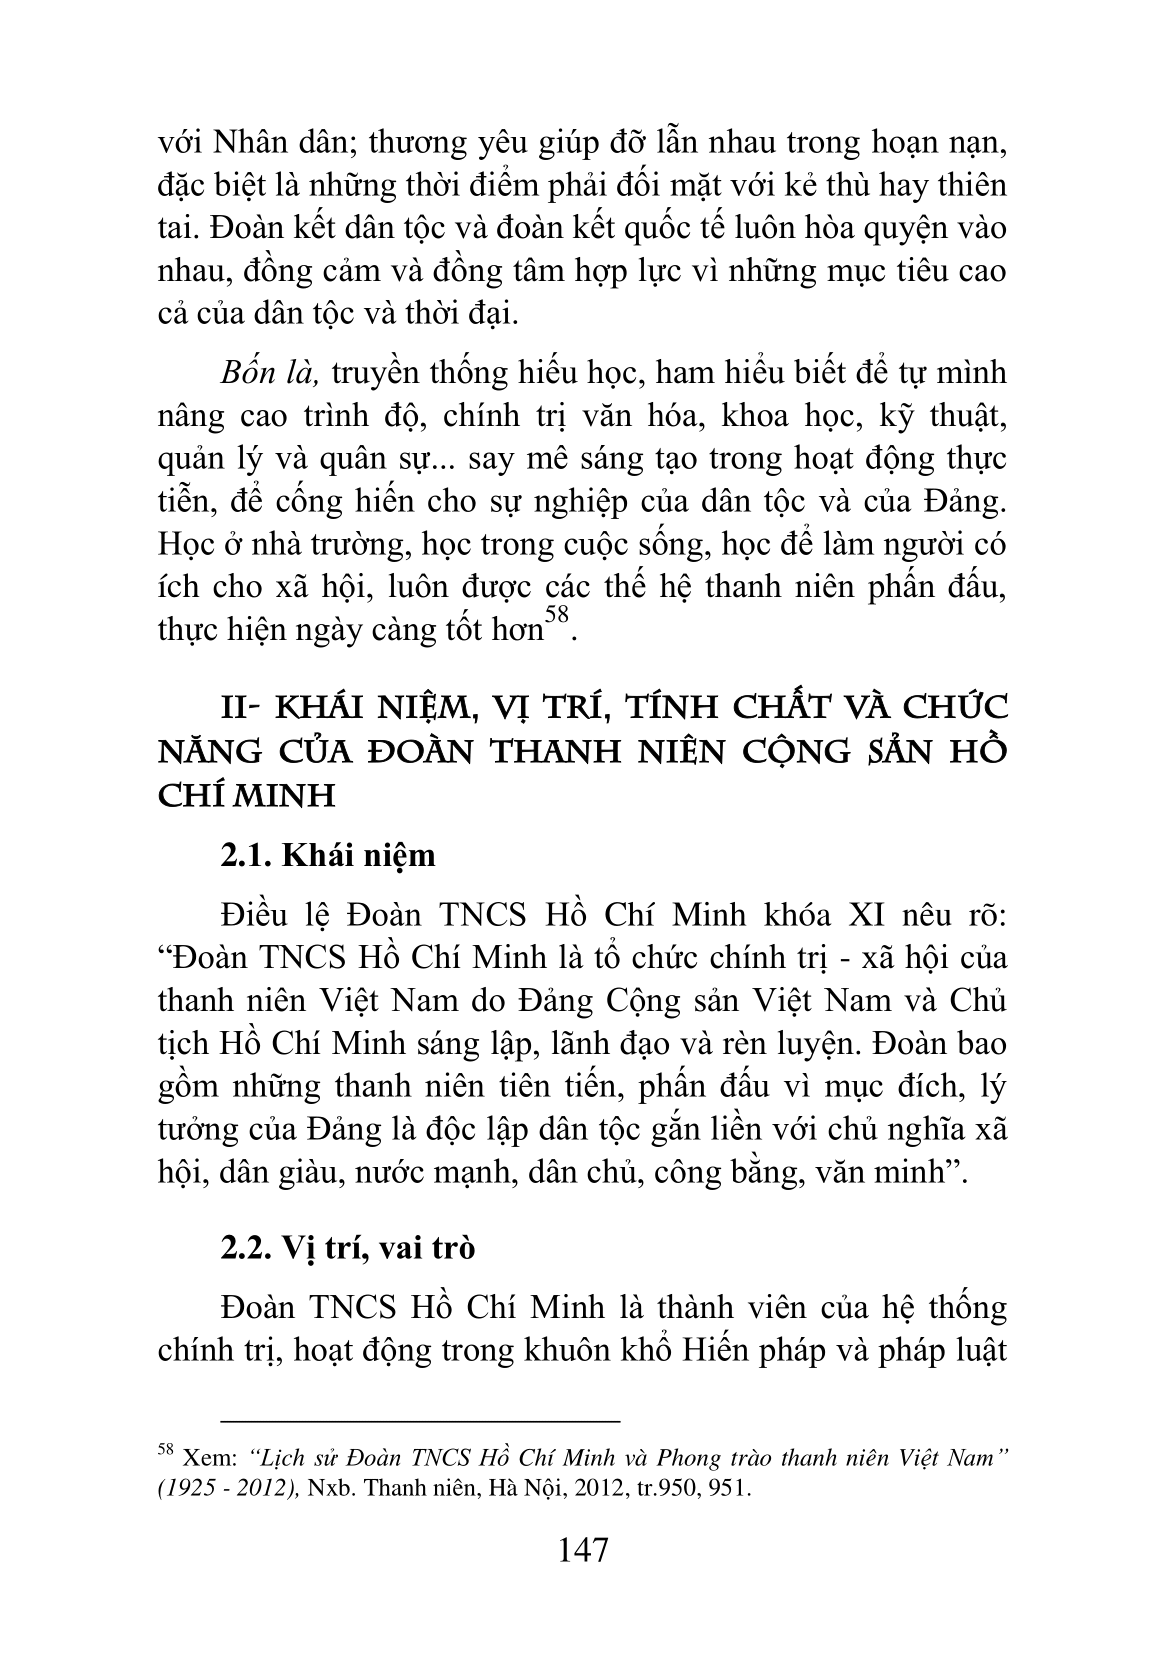 với Nhân dân; thương yêu giúp đỡ lẫn nhau trong hoạn nạn,
đặc biệt là những thời điểm phải đối mặt với kẻ thù hay thiên
tai. Đoàn kết dân tộc và đoàn kết quốc tế luôn hòa quyện vào
nhau, đồng cảm và đồng tâm hợp lực vì những mục tiêu cao
cả của dân tộc và thời đại.
Bốn là, truyền thống hiếu học, ham hiểu biết để tự mình
nâng cao trình độ, chính trị văn hóa, khoa học, kỹ thuật,
quản lý và quân sự... say mê sáng tạo trong hoạt động thực
tiễn, để cống hiến cho sự nghiệp của dân tộc và của Đảng.
Học ở nhà trường, học trong cuộc sống, học để làm người có
ích cho xã hội, luôn được các thế hệ thanh niên phấn đấu,
thực hiện ngày càng tốt hơn58.
II- KHÁI NIỆM, VỊ TRÍ, TÍNH CHẤT VÀ CHỨC
NĂNG CỦA ĐOÀN THANH NIÊN CỘNG SẢN HỒ
CHÍ MINH
2.1. Khái niệm
Điều lệ Đoàn TNCS Hồ Chí Minh khóa XI nêu rõ:
“Đoàn TNCS Hồ Chí Minh là tổ chức chính trị - xã hội của
thanh niên Việt Nam do Đảng Cộng sản Việt Nam và Chủ
tịch Hồ Chí Minh sáng lập, lãnh đạo và rèn luyện. Đoàn bao
gồm những thanh niên tiên tiến, phấn đấu vì mục đích, lý
tưởng của Đảng là độc lập dân tộc gắn liền với chủ nghĩa xã
hội, dân giàu, nước mạnh, dân chủ, công bằng, văn minh”.
2.2. Vị trí, vai trò
Đoàn TNCS Hồ Chí Minh là thành viên của hệ thống
chính trị, hoạt động trong khuôn khổ Hiến pháp và pháp luật
58 Xem: “Lịch sử Đoàn TNCS Hồ Chí Minh và Phong trào thanh niên Việt Nam”
(1925 - 2012), Nxb. Thanh niên, Hà Nội, 2012, tr.950, 951.
147